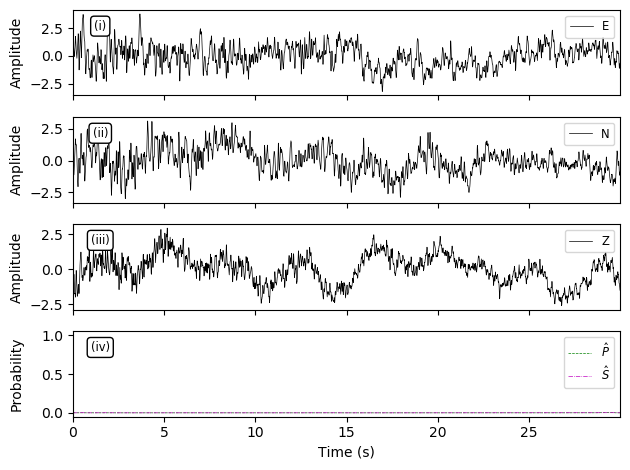 Amplitude
2.5
0.0
−2.5
(i)
E
Amplitude
2.5
0.0
−2.5
(ii)
N
Amplitude
2.5
0.0
−2.5
(iii)
Z
Probability
1.0
0.5
0.0
(iv)
P̂
Ŝ
0 5 10 15 20 25
Time (s)